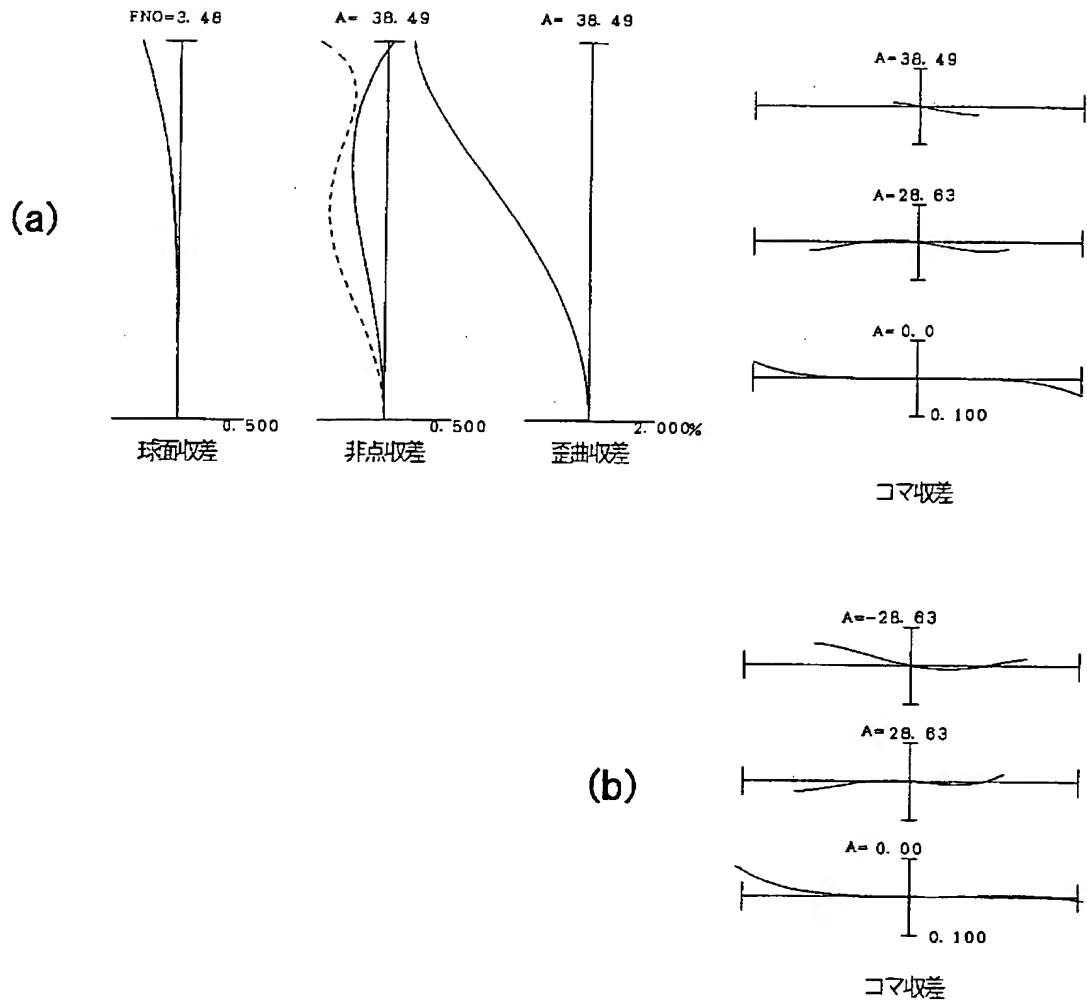 (a)
FNO=3.48
A= 38.49
A= 38.49
0.500
0.500
2.000%
球面収差
非点収差
歪曲収差
A=38.49
A=28.63
A=0.0
0.100
コマ収差
(b)
A=-28.63
A=28.63
A= 0.00
0.100
コマ収差